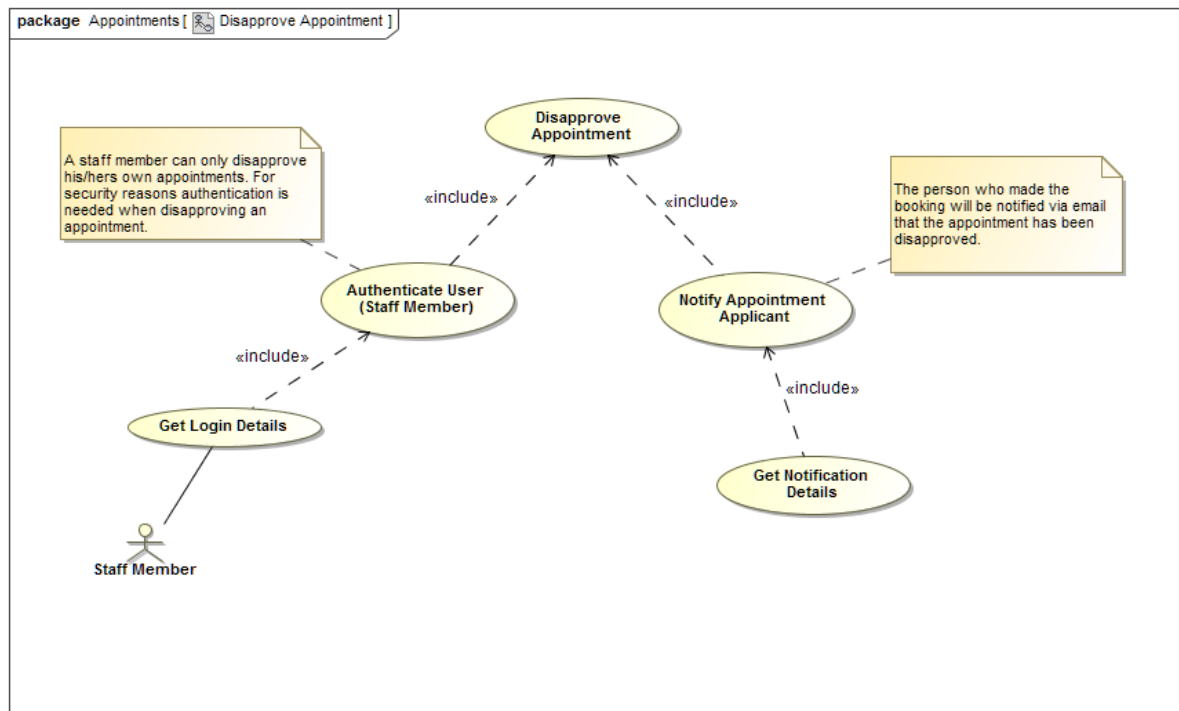 package Appointments [ Disapprove Appointment ]
Disapprove
Appointment
A staff member can only disapprove
his/hers own appointments. For
security reasons authentication is
needed when disapproving an
appointment.
«include»
«include»
The person who made the
booking will be notified via email
that the appointment has been
disapproved.
Authenticate User
(Staff Member)
Notify Appointment
Applicant
«include»
«include»
Get Login Details
Get Notification
Details
Staff Member